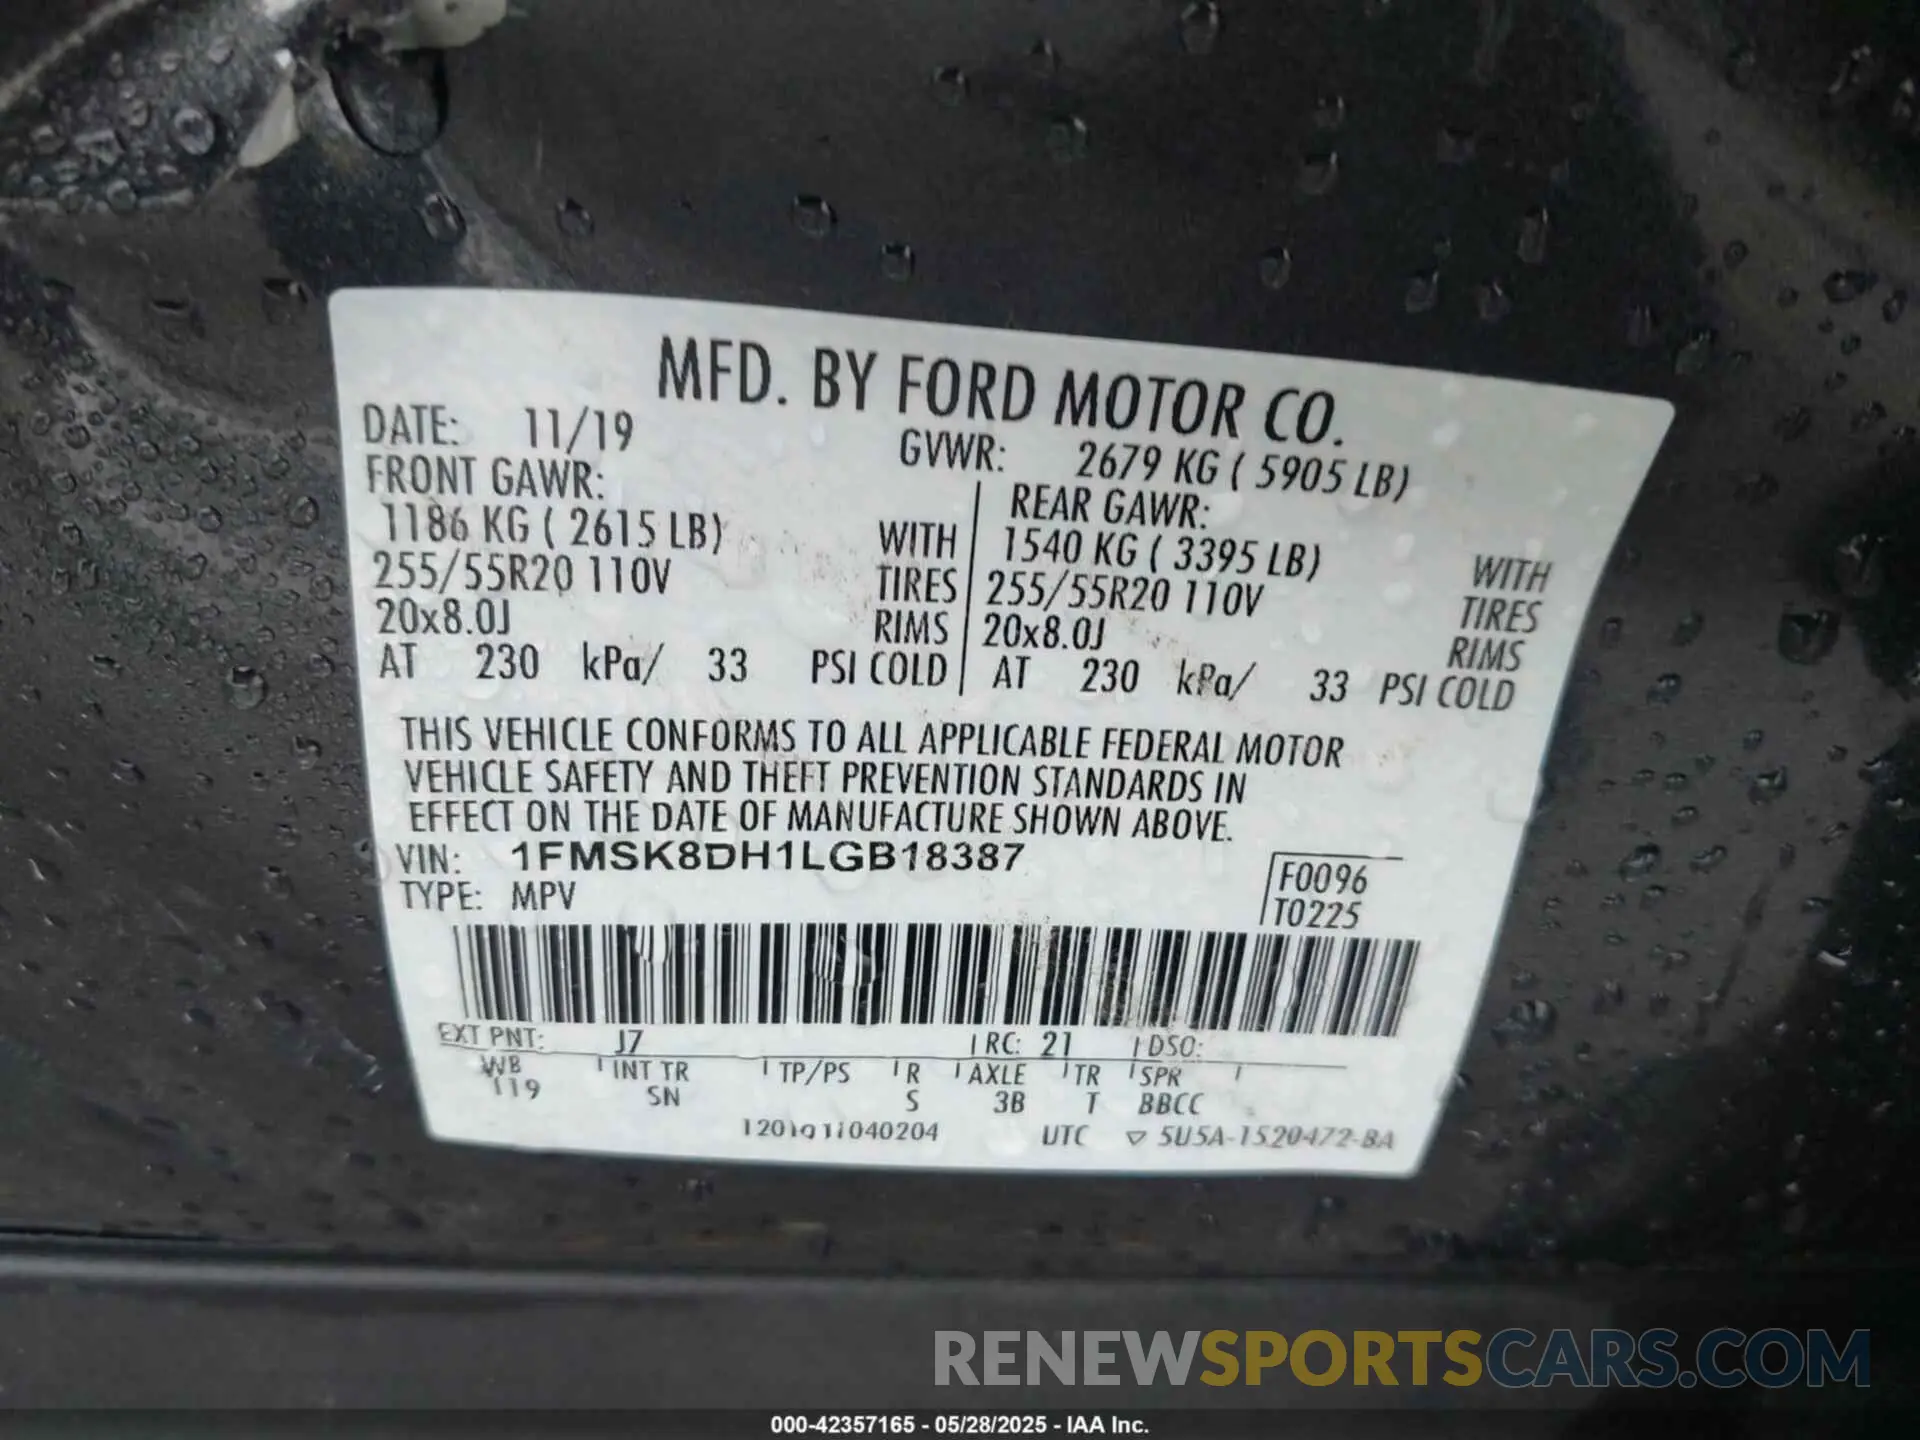 MFD. BY FORD MOTOR CO.
DATE: 11/19 GVWR: 2679 KG ( 5905 LB)
FRONT GAWR: REAR GAWR:
1186 KG ( 2615 LB) WITH 1540 KG ( 3395 LB) WITH
255/55R20 110V TIRES 255/55R20 110V TIRES
20x8.0J RIMS 20x8.0J RIMS
AT 230 kPa/ 33 PSI COLD AT 230 kPa/ 33 PSI COLD
THIS VEHICLE CONFORMS TO ALL APPLICABLE FEDERAL MOTOR
VEHICLE SAFETY AND THEFT PREVENTION STANDARDS IN
EFFECT ON THE DATE OF MANUFACTURE SHOWN ABOVE.
VIN: 1FMSK8DH1LGB18387 F0096
TYPE: MPV T0225
EXT PNT: J7 RC: 21 DSO:
WB INT TR TP/PS R AXLE TR SPR
119 SN S 3B T BBCC
UTC ▽ 5U5A-1520472-BA
RENEWSPORTSCARS.COM
000-42357165 - 05/28/2025 - IAA Inc.